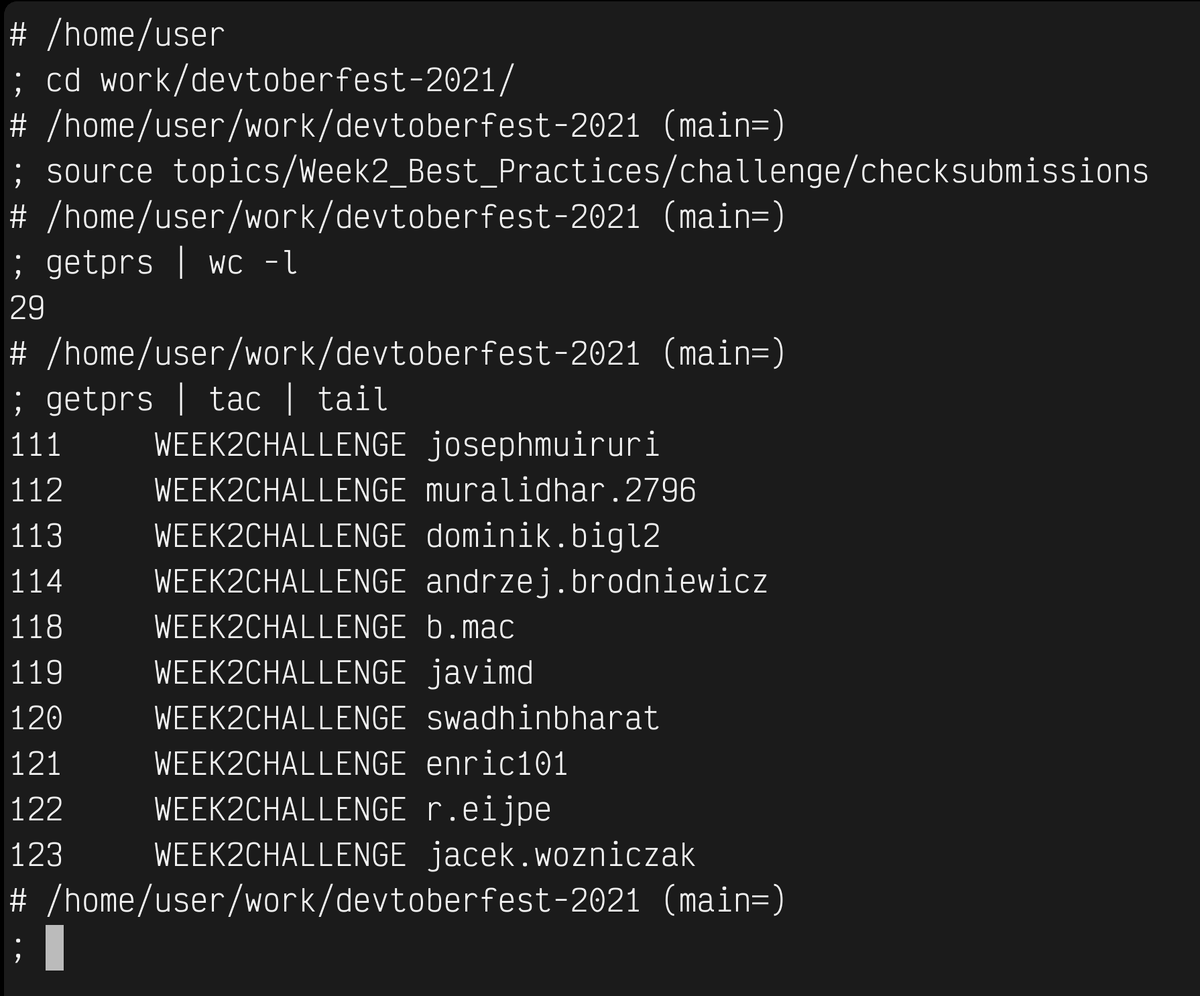 # /home/user
; cd work/devtoberfest-2021/
# /home/user/work/devtoberfest-2021 (main=)
; source topics/Week2_Best_Practices/challenge/checksubmissions
# /home/user/work/devtoberfest-2021 (main=)
; getprs | wc -l
29
# /home/user/work/devtoberfest-2021 (main=)
; getprs | tac | tail
111     WEEK2CHALLENGE josephmuiruri
112     WEEK2CHALLENGE muralidhar.2796
113     WEEK2CHALLENGE dominik.bigl2
114     WEEK2CHALLENGE andrzej.brodniewicz
118     WEEK2CHALLENGE b.mac
119     WEEK2CHALLENGE javimd
120     WEEK2CHALLENGE swadhinbharat
121     WEEK2CHALLENGE enric101
122     WEEK2CHALLENGE r.eijpe
123     WEEK2CHALLENGE jacek.wozniczak
# /home/user/work/devtoberfest-2021 (main=)
;